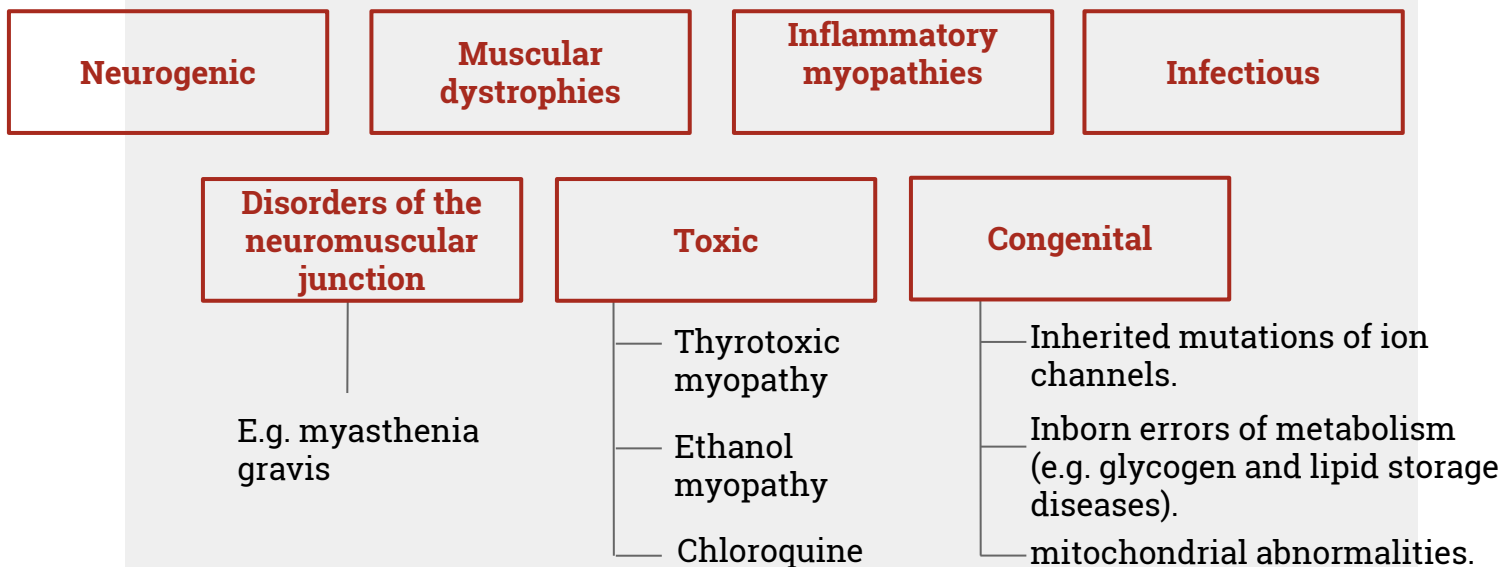 Neurogenic
Muscular
dystrophies
Inflammatory
myopathies
Infectious
Disorders of the
neuromuscular
junction
Toxic
Congenital
E.g. myasthenia
gravis
Thyrotoxic
myopathy
Ethanol
myopathy
Chloroquine
Inherited mutations of ion
channels.
Inborn errors of metabolism
(e.g. glycogen and lipid storage
diseases).
mitochondrial abnormalities.